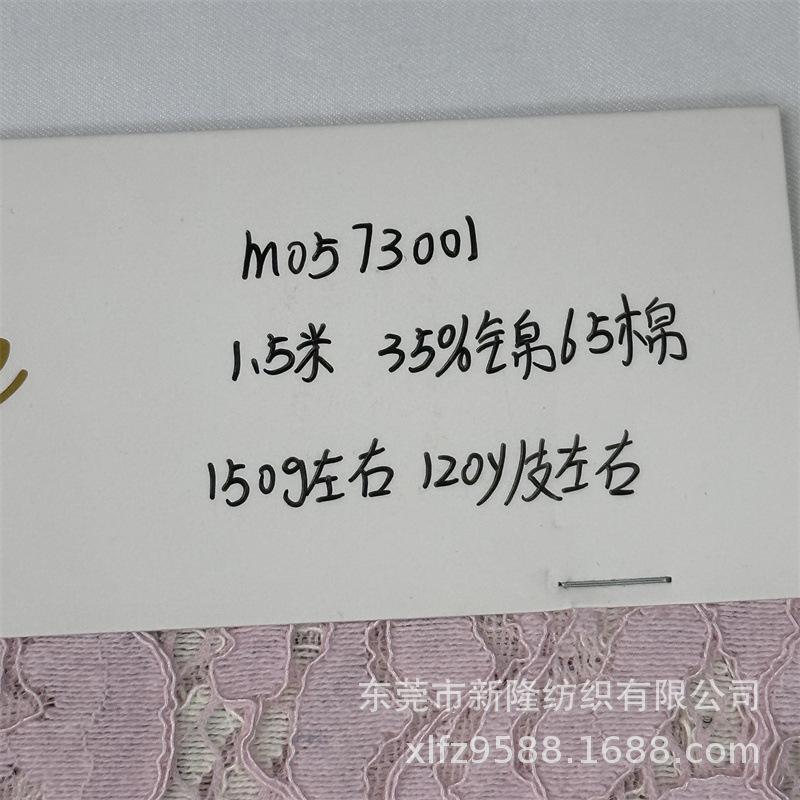 m0573001
1.5米 35%锦65棉
150g左右 120y/皮左右
东莞市新隆纺织有限公司
xlfz9588.1688.com